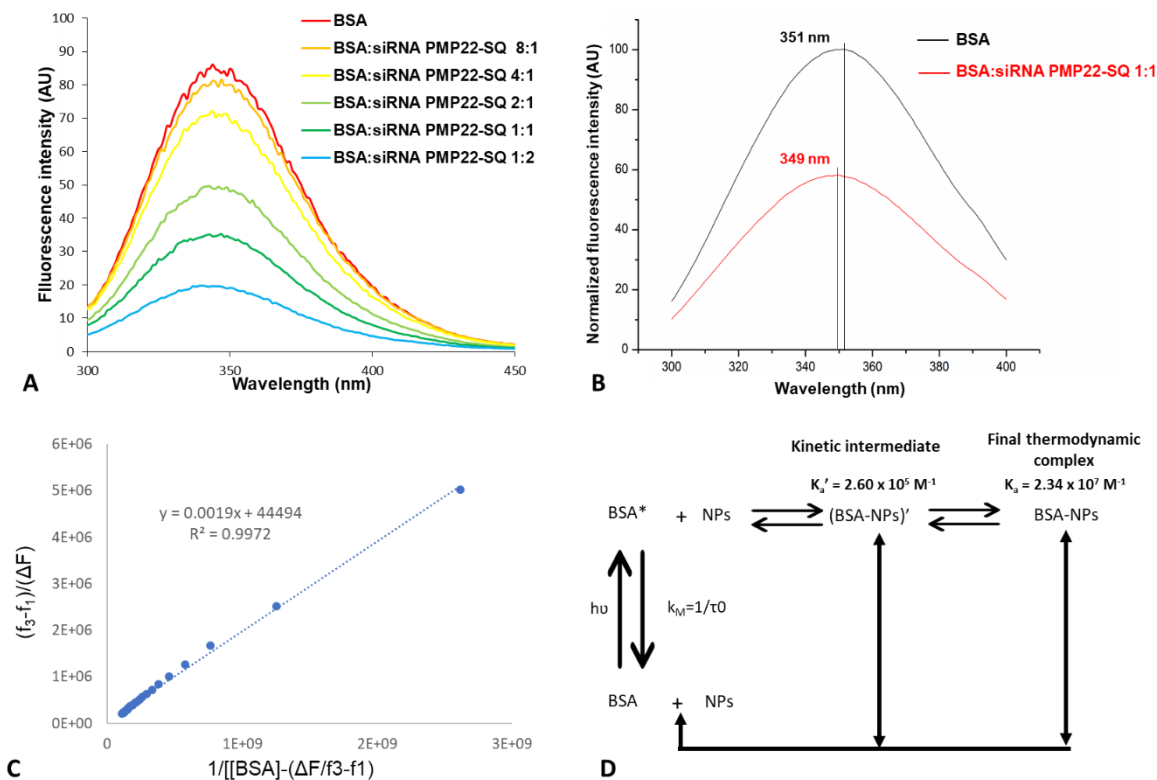 BSA
BSA:siRNA PMP22-SQ 8:1
BSA:siRNA PMP22-SQ 4:1
BSA:siRNA PMP22-SQ 2:1
BSA:siRNA PMP22-SQ 1:1
BSA:siRNA PMP22-SQ 1:2
100
90
80
70
60
50
40
30
20
10
0
300
350
400
450
Flluorescence intensity (AU)
Wavelength (nm)
A
351 nm
349 nm
BSA
BSA:siRNA PMP22-SQ 1:1
100
80
60
40
20
0
300
320
340
360
380
400
Normalized fluorescence intensity (AU)
Wavelength (nm)
B
6E+06
5E+06
4E+06
3E+06
2E+06
1E+06
0E+00
y = 0.0019x + 44494
R² = 0.9972
0
1E+09
2E+09
3E+09
(f₃-f₁)/(ΔF)
1/[[BSA]-(ΔF/f3-f1)
C
Kinetic intermediate
Final thermodynamic
complex
Kₐ' = 2.60 x 10⁵ M⁻¹
Kₐ = 2.34 x 10⁷ M⁻¹
BSA* + NPs
(BSA-NPs)'
BSA-NPs
hυ
k_M=1/τ0
BSA + NPs
D